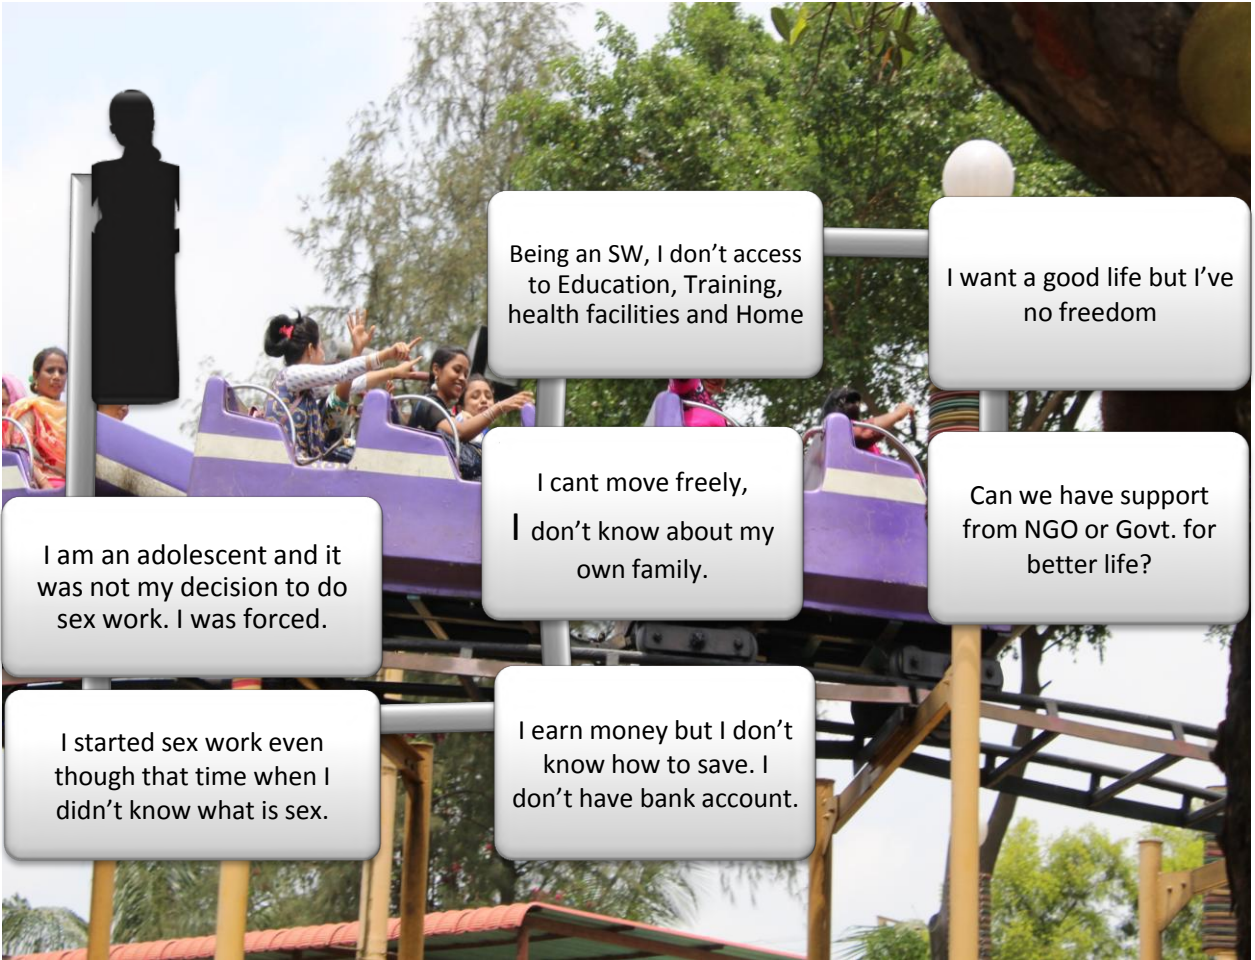 I am an adolescent and it
was not my decision to do
sex work. I was forced.
I started sex work even
though that time when I
didn’t know what is sex.
I earn money but I don’t
know how to save. I
don’t have bank account.
I cant move freely,
I don’t know about my
own family.
Being an SW, I don’t access
to Education, Training,
health facilities and Home
I want a good life but I’ve
no freedom
Can we have support
from NGO or Govt. for
better life?